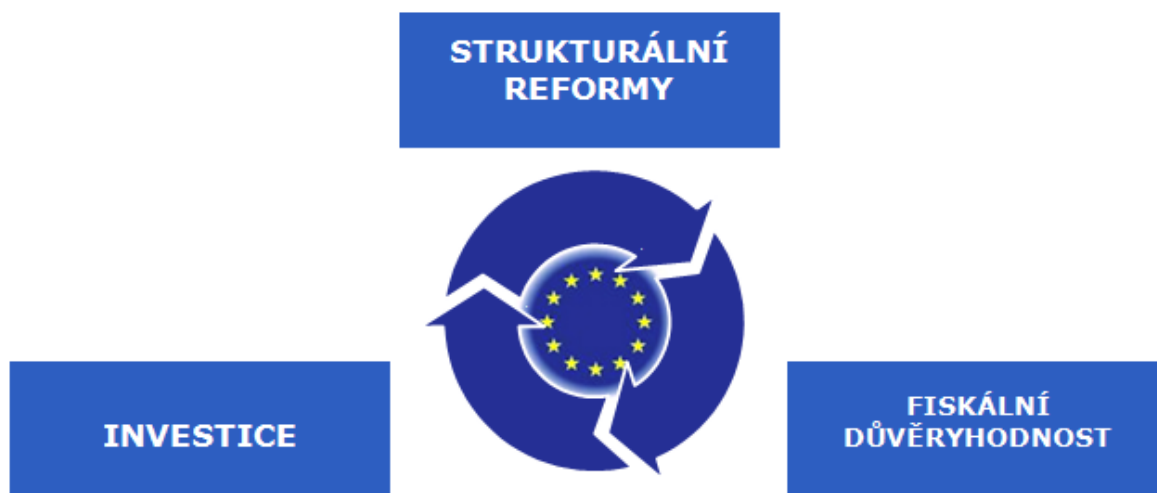 STRUKTURÁLNÍ
REFORMY
INVESTICE
FISKÁLNÍ
DŮVĚRYHODNOST